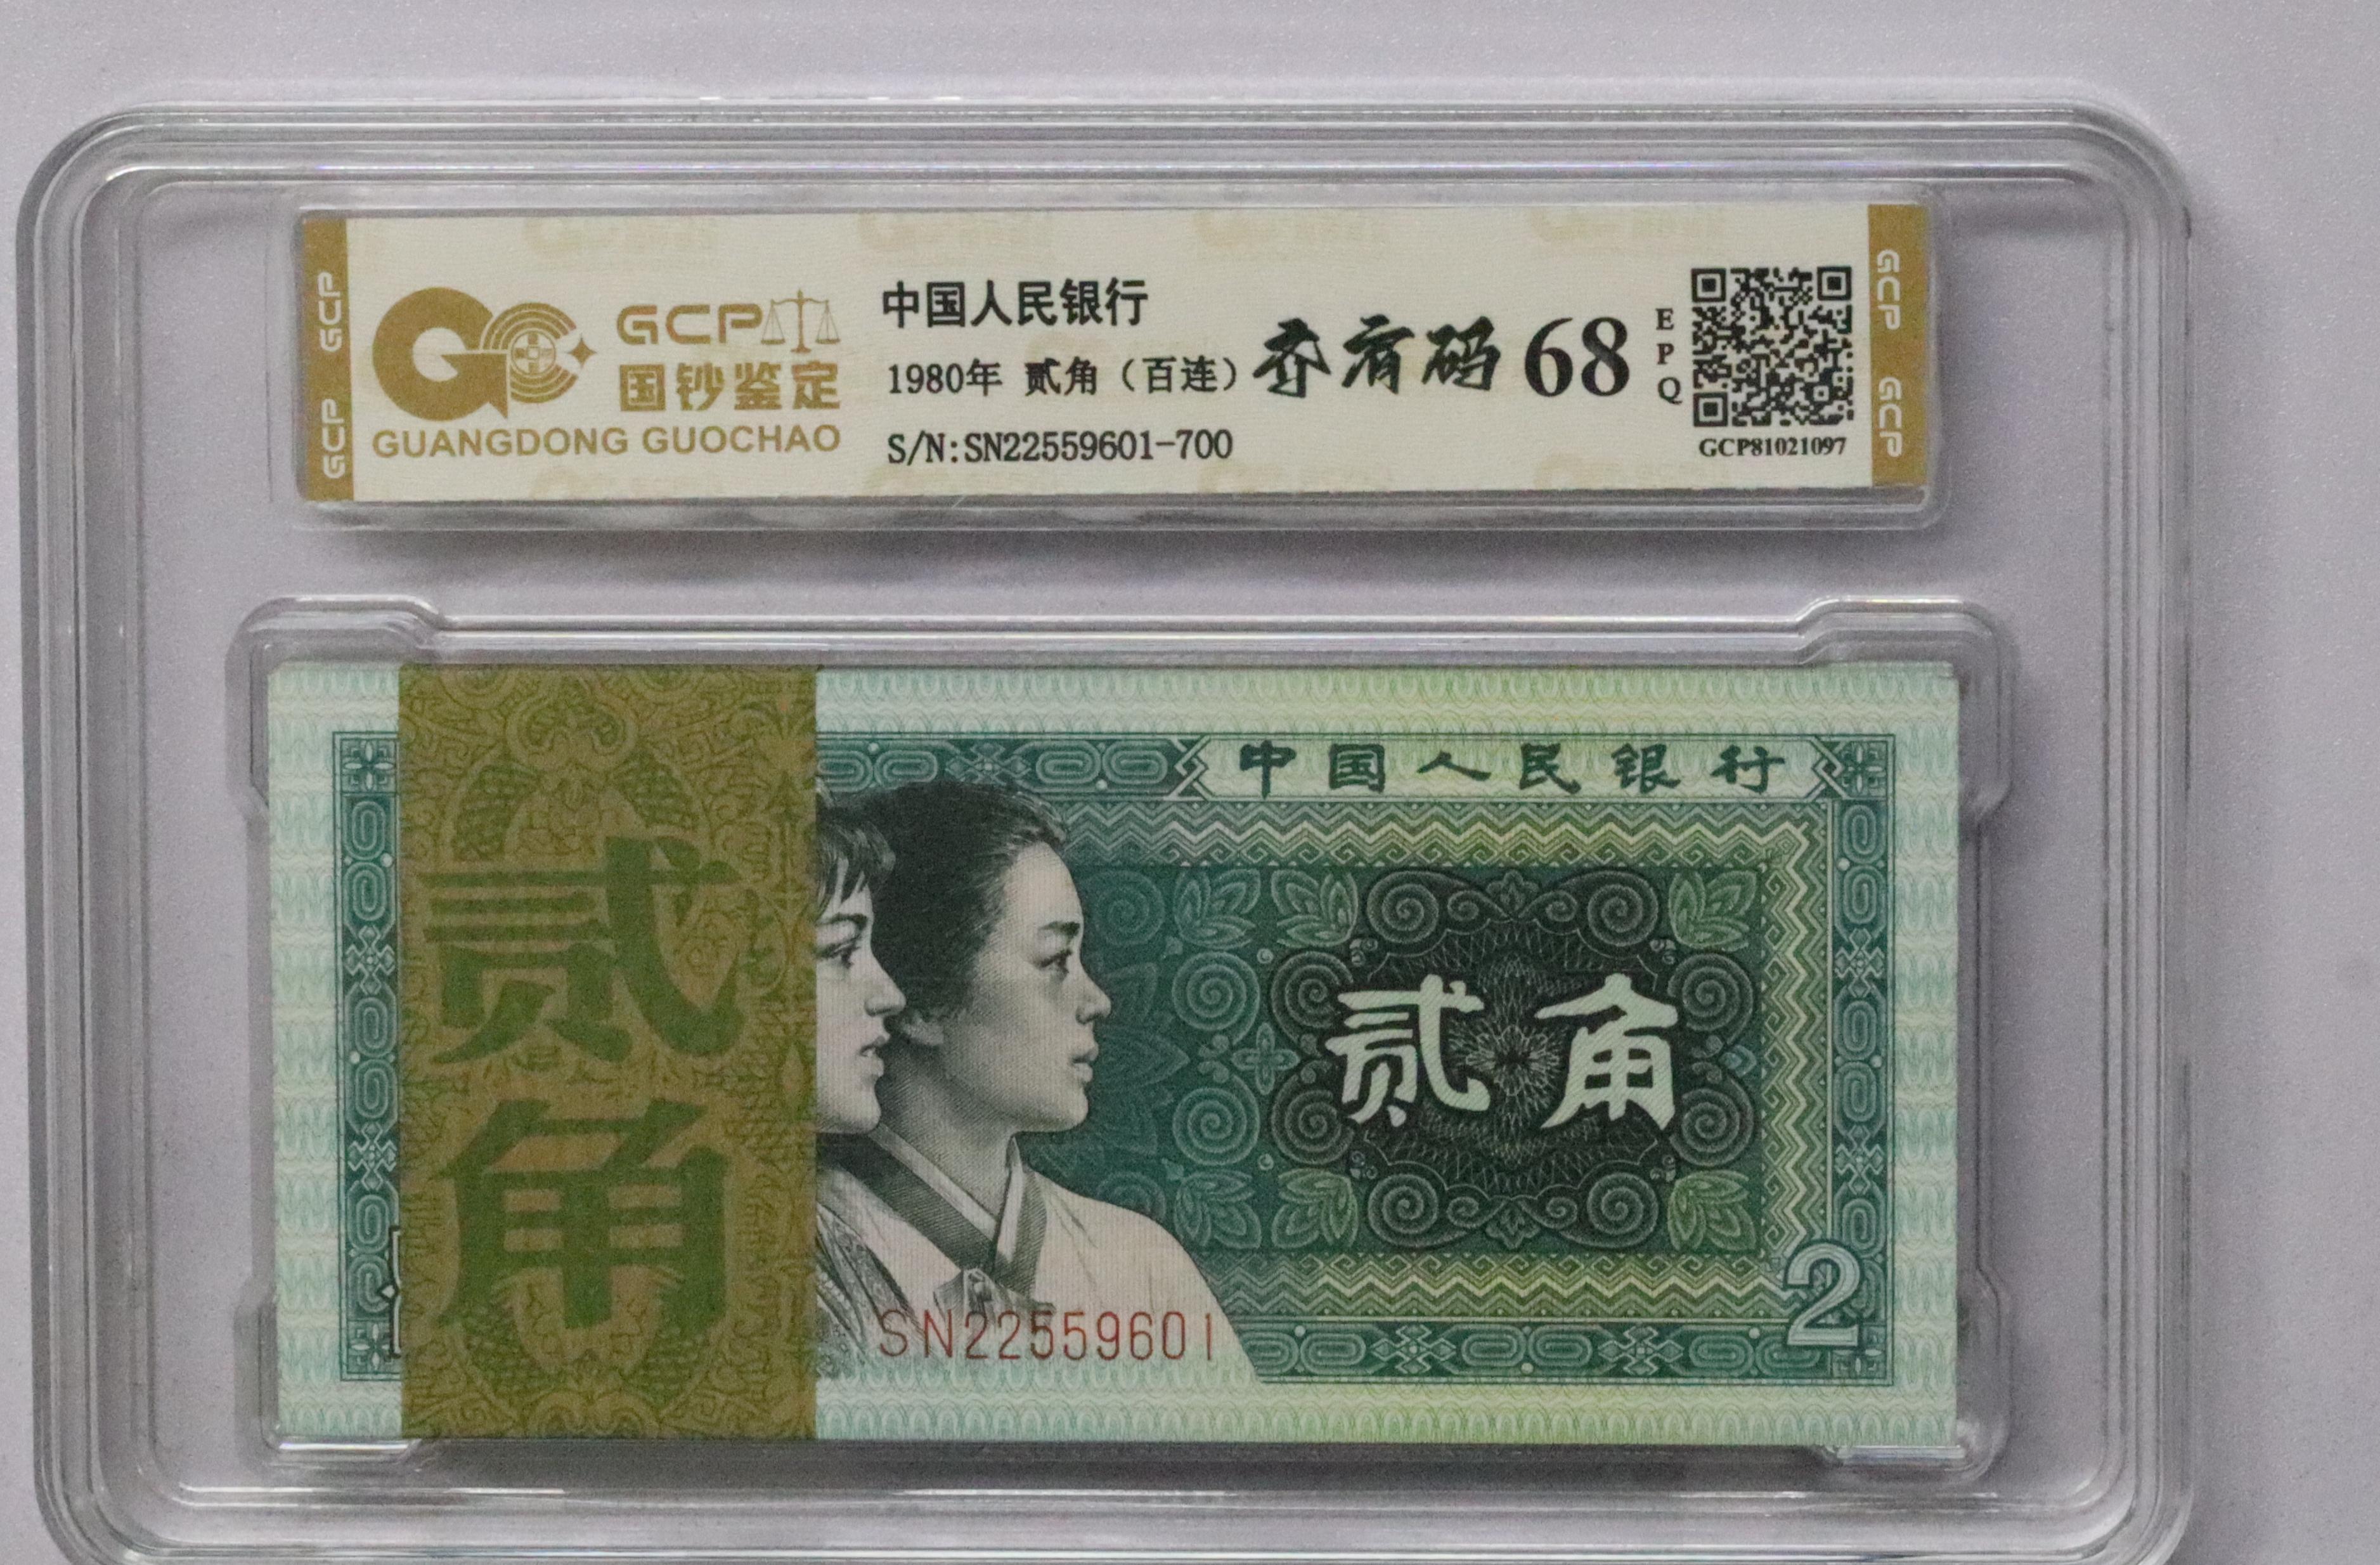 GCP GCP
GCP
国钞鉴定
GUANGDONG GUOCHAO
中国人民银行
1980年 贰角（百连）
S/N:SN22559601-700
码 68
EPQ
GCP81021097
GCP GCP
中国人民银行
贰角
贰角
SN22559601
2